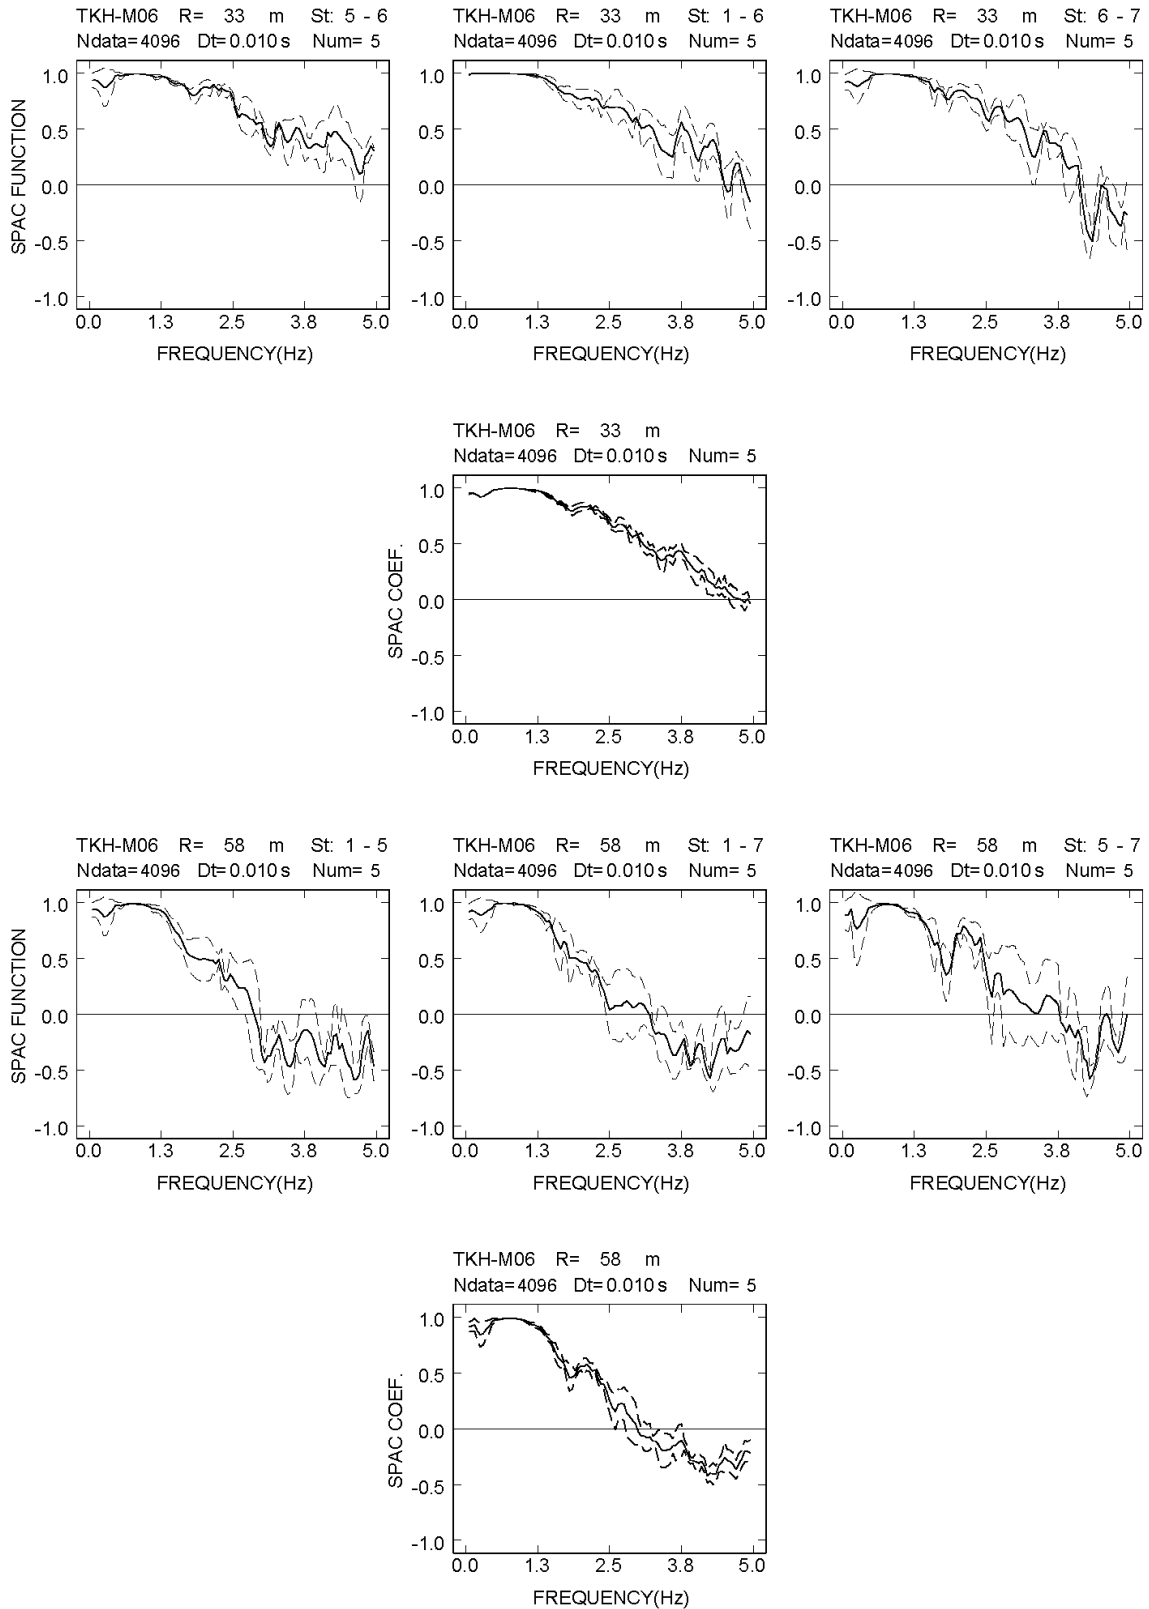 TKH-M06 R= 33 m St: 5 - 6
Ndata=4096 Dt=0.010 s Num= 5
SPAC FUNCTION
1.0
0.5
0.0
-0.5
-1.0
0.0 1.3 2.5 3.8 5.0
FREQUENCY(Hz)
TKH-M06 R= 33 m St: 1 - 6
Ndata=4096 Dt=0.010 s Num= 5
1.0
0.5
0.0
-0.5
-1.0
0.0 1.3 2.5 3.8 5.0
FREQUENCY(Hz)
TKH-M06 R= 33 m St: 6 - 7
Ndata=4096 Dt=0.010 s Num= 5
1.0
0.5
0.0
-0.5
-1.0
0.0 1.3 2.5 3.8 5.0
FREQUENCY(Hz)
TKH-M06 R= 33 m
Ndata=4096 Dt=0.010 s Num= 5
SPAC COEF.
1.0
0.5
0.0
-0.5
-1.0
0.0 1.3 2.5 3.8 5.0
FREQUENCY(Hz)
TKH-M06 R= 58 m St: 1 - 5
Ndata=4096 Dt=0.010 s Num= 5
SPAC FUNCTION
1.0
0.5
0.0
-0.5
-1.0
0.0 1.3 2.5 3.8 5.0
FREQUENCY(Hz)
TKH-M06 R= 58 m St: 1 - 7
Ndata=4096 Dt=0.010 s Num= 5
1.0
0.5
0.0
-0.5
-1.0
0.0 1.3 2.5 3.8 5.0
FREQUENCY(Hz)
TKH-M06 R= 58 m St: 5 - 7
Ndata=4096 Dt=0.010 s Num= 5
1.0
0.5
0.0
-0.5
-1.0
0.0 1.3 2.5 3.8 5.0
FREQUENCY(Hz)
TKH-M06 R= 58 m
Ndata=4096 Dt=0.010 s Num= 5
SPAC COEF.
1.0
0.5
0.0
-0.5
-1.0
0.0 1.3 2.5 3.8 5.0
FREQUENCY(Hz)